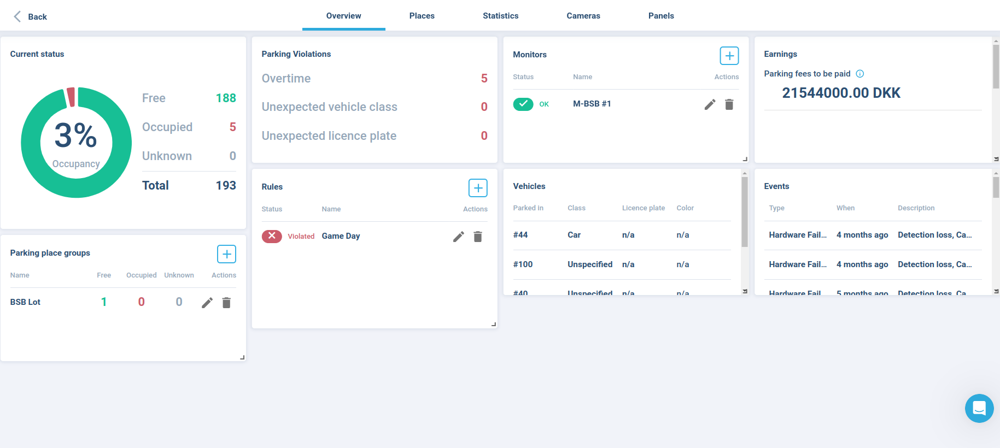 Back
Overview Places Statistics Cameras Panels
Current status
3%
Occupancy
Free 188
Occupied 5
Unknown 0
Total 193
Parking place groups
Name Free Occupied Unknown Actions
BSB Lot 1 0 0
Parking Violations
Overtime 5
Unexpected vehicle class 0
Unexpected licence plate 0
Rules
Status Name Actions
Violated Game Day
Monitors
Status Name Actions
OK M-BSB #1
Vehicles
Parked in Class Licence plate Color
#44 Car n/a n/a
#100 Unspecified n/a n/a
#40 Unspecified n/a n/a
Earnings
Parking fees to be paid
21544000.00 DKK
Events
Type When Description
Hardware Fail... 4 months ago Detection loss, Ca...
Hardware Fail... 4 months ago Detection loss, Ca...
Hardware Fail 5 months ago Detection loss, Ca